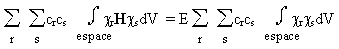 ∑ ∑ c_r c_s ∫ χ_r H χ_s dV = E ∑ ∑ c_r c_s ∫ χ_r χ_s dV
r s espace r s espace